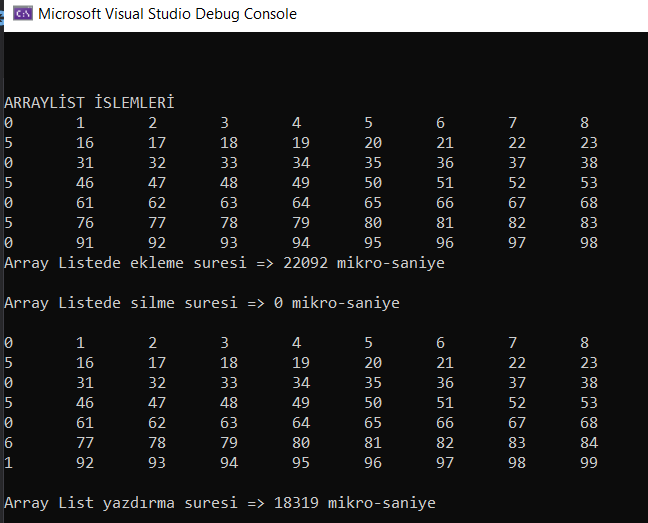 Microsoft Visual Studio Debug Console
ARRAYLİST İSLEMLERİ
0 1 2 3 4 5 6 7 8
5 16 17 18 19 20 21 22 23
0 31 32 33 34 35 36 37 38
5 46 47 48 49 50 51 52 53
0 61 62 63 64 65 66 67 68
5 76 77 78 79 80 81 82 83
0 91 92 93 94 95 96 97 98
Array Listede ekleme suresi => 22092 mikro-saniye
Array Listede silme suresi => 0 mikro-saniye
0 1 2 3 4 5 6 7 8
5 16 17 18 19 20 21 22 23
0 31 32 33 34 35 36 37 38
5 46 47 48 49 50 51 52 53
0 61 62 63 64 65 66 67 68
6 77 78 79 80 81 82 83 84
1 92 93 94 95 96 97 98 99
Array List yazdırma suresi => 18319 mikro-saniye